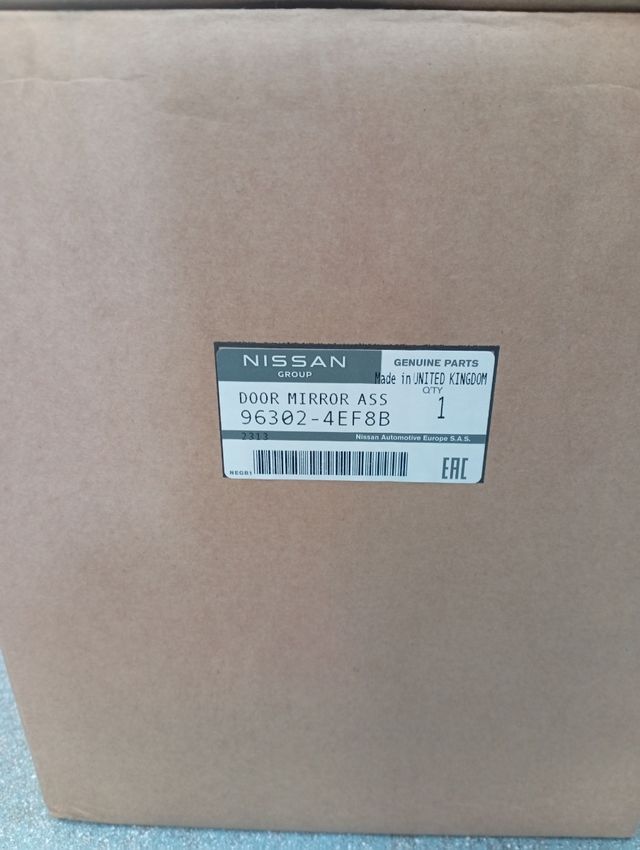 NISSAN
GROUP
GENUINE PARTS
Made in UNITED KINGDOM
DOOR MIRROR ASS
QTY
96302-4EF8B
1
2313
Nissan Automotive Europe S.A.S.
NEGB1
EAC